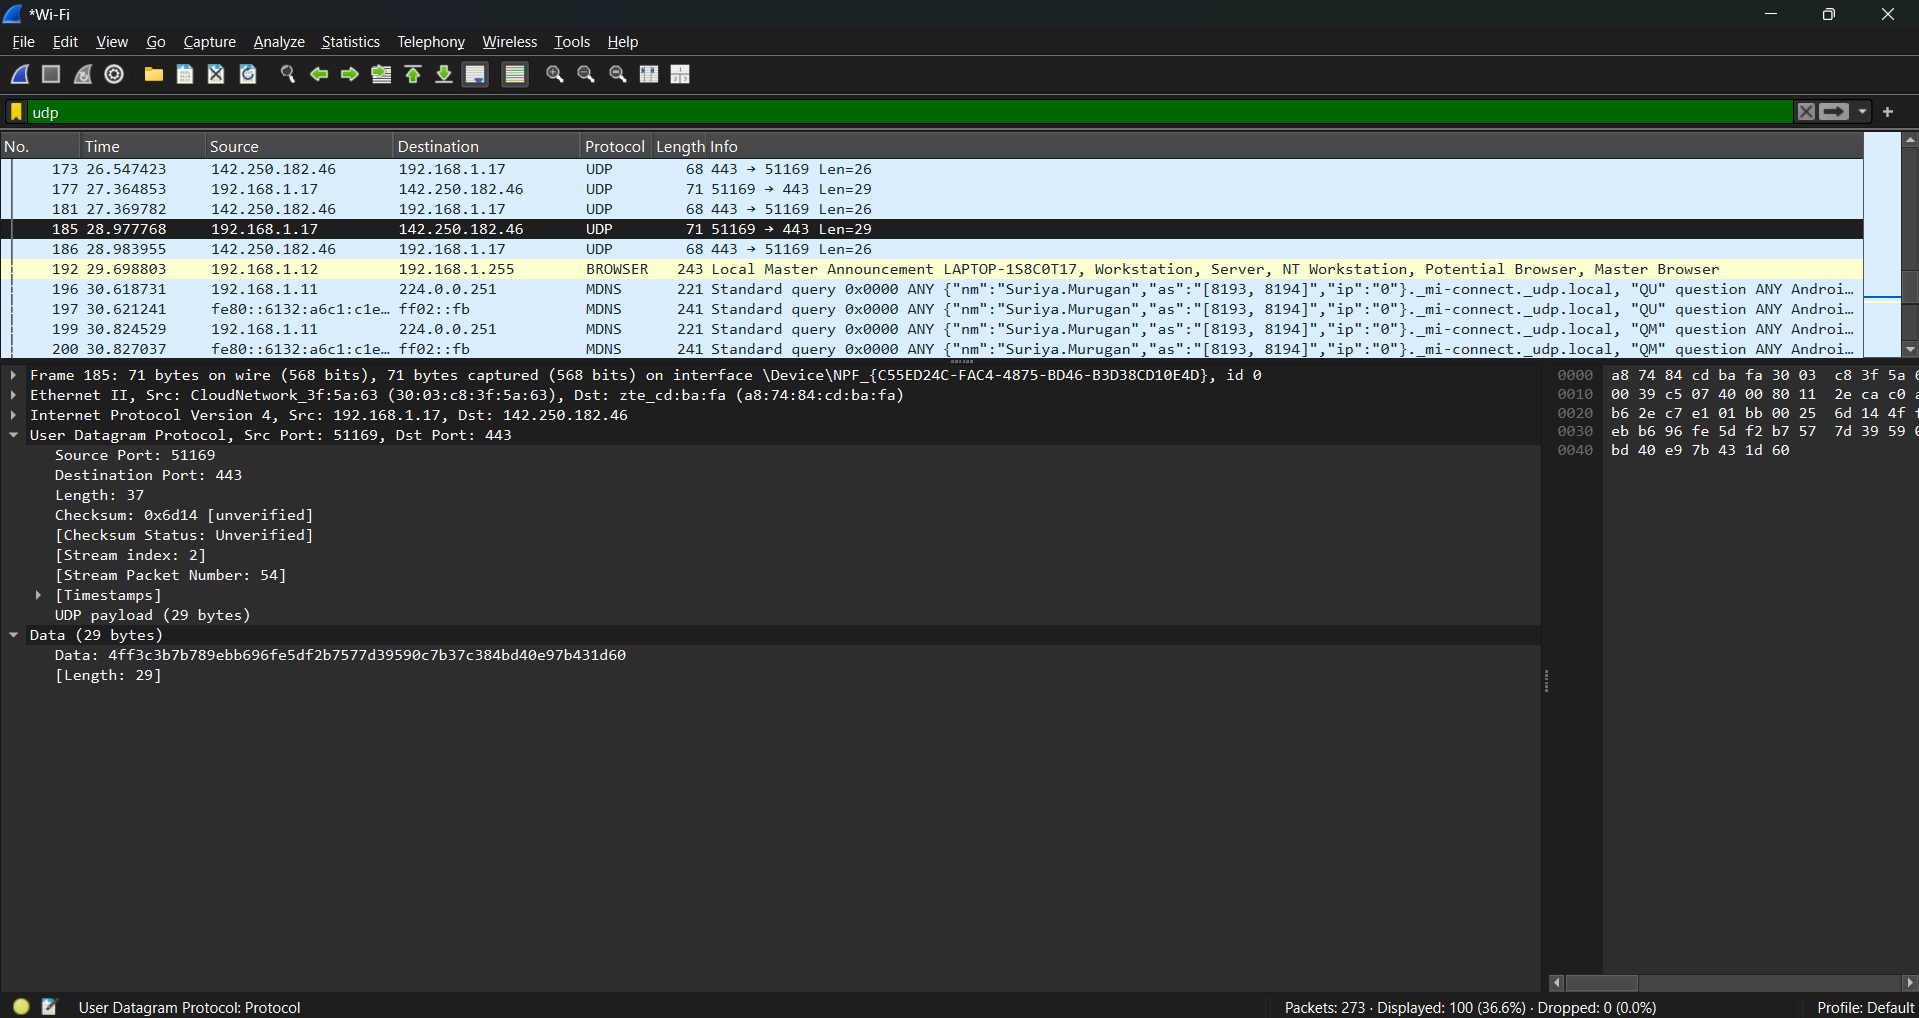 *Wi-Fi
File Edit View Go Capture Analyze Statistics Telephony Wireless Tools Help
udp
No. Time Source Destination Protocol Length Info
173 26.547423 142.250.182.46 192.168.1.17 UDP 68 443 → 51169 Len=26
177 27.364853 192.168.1.17 142.250.182.46 UDP 71 51169 → 443 Len=29
181 27.369782 142.250.182.46 192.168.1.17 UDP 68 443 → 51169 Len=26
185 28.977768 192.168.1.17 142.250.182.46 UDP 71 51169 → 443 Len=29
186 28.983955 142.250.182.46 192.168.1.17 UDP 68 443 → 51169 Len=26
192 29.698803 192.168.1.12 192.168.1.255 BROWSER 243 Local Master Announcement LAPTOP-1S8C0T17, Workstation, Server, NT Workstation, Potential Browser, Master Browser
196 30.618731 192.168.1.11 224.0.0.251 MDNS 221 Standard query 0x0000 ANY {"nm":"Suriya.Murugan","as":"[8193, 8194]","ip":"0"}._mi-connect._udp.local, "QU" question ANY Androi…
197 30.621241 fe80::6132:a6c1:c1e… ff02::fb MDNS 241 Standard query 0x0000 ANY {"nm":"Suriya.Murugan","as":"[8193, 8194]","ip":"0"}._mi-connect._udp.local, "QU" question ANY Androi…
199 30.824529 192.168.1.11 224.0.0.251 MDNS 221 Standard query 0x0000 ANY {"nm":"Suriya.Murugan","as":"[8193, 8194]","ip":"0"}._mi-connect._udp.local, "QM" question ANY Androi…
200 30.827037 fe80::6132:a6c1:c1e… ff02::fb MDNS 241 Standard query 0x0000 ANY {"nm":"Suriya.Murugan","as":"[8193, 8194]","ip":"0"}._mi-connect._udp.local, "QM" question ANY Androi…
Frame 185: 71 bytes on wire (568 bits), 71 bytes captured (568 bits) on interface \Device\NPF_{C55ED24C-FAC4-4875-BD46-B3D38CD10E4D}, id 0
Ethernet II, Src: CloudNetwork_3f:5a:63 (30:03:c8:3f:5a:63), Dst: zte_cd:ba:fa (a8:74:84:cd:ba:fa)
Internet Protocol Version 4, Src: 192.168.1.17, Dst: 142.250.182.46
User Datagram Protocol, Src Port: 51169, Dst Port: 443
Source Port: 51169
Destination Port: 443
Length: 37
Checksum: 0x6d14 [unverified]
[Checksum Status: Unverified]
[Stream index: 2]
[Stream Packet Number: 54]
[Timestamps]
UDP payload (29 bytes)
Data (29 bytes)
Data: 4ff3c3b7b789ebb696fe5df2b7577d39590c7b37c384bd40e97b431d60
[Length: 29]
0000 a8 74 84 cd ba fa 30 03 c8 3f 5a
0010 00 39 c5 07 40 00 80 11 2e ca c0
0020 b6 2e c7 e1 01 bb 00 25 6d 14 4f
0030 eb b6 96 fe 5d f2 b7 57 7d 39 59
0040 bd 40 e9 7b 43 1d 60
User Datagram Protocol: Protocol
Packets: 273 · Displayed: 100 (36.6%) · Dropped: 0 (0.0%)
Profile: Default